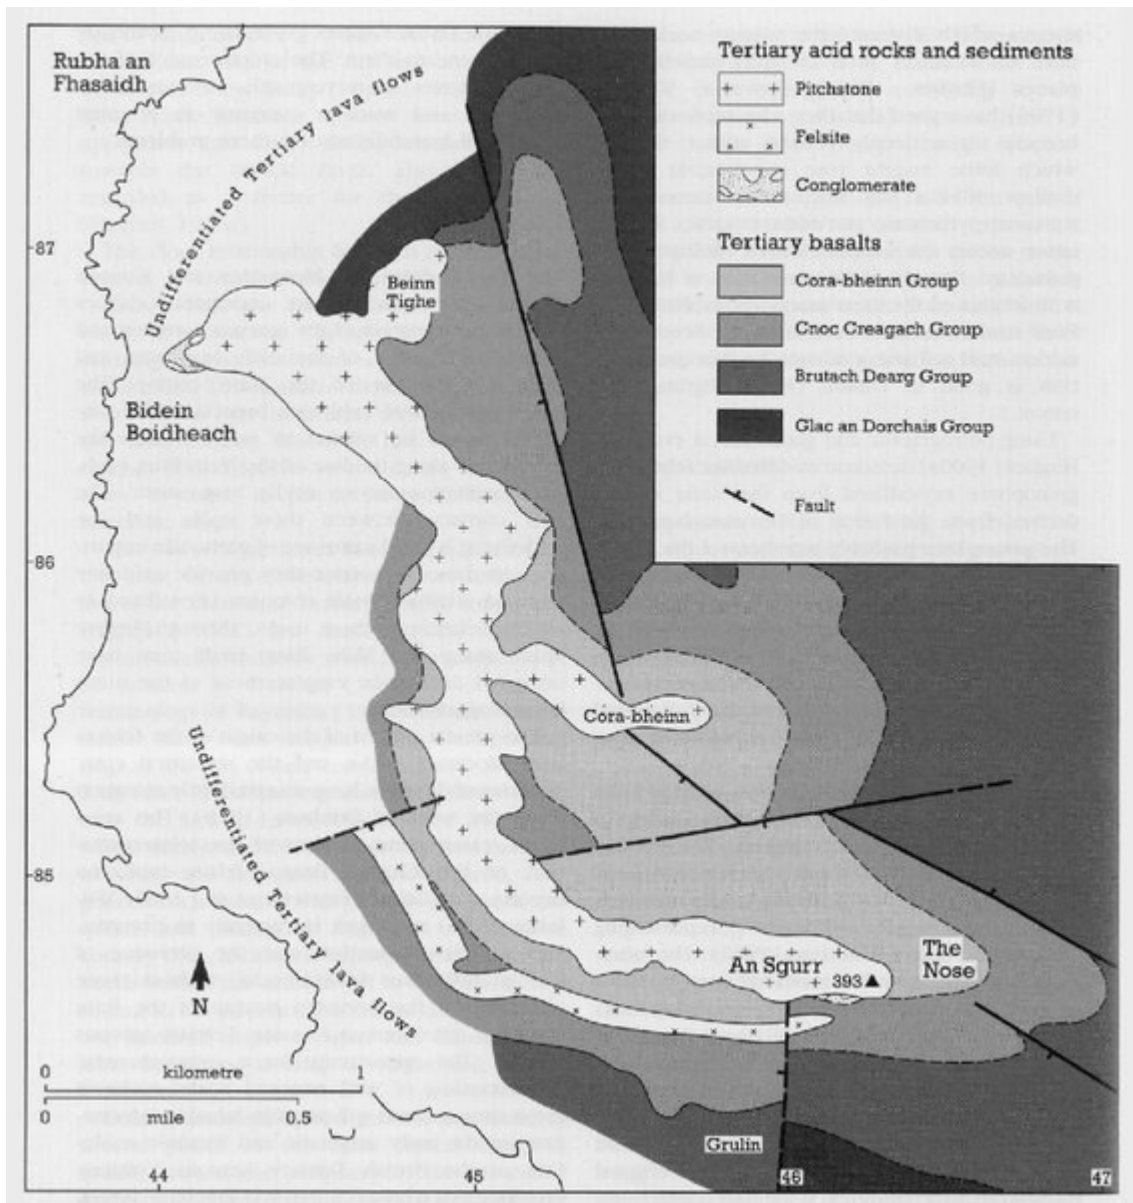 Rubha an
Fhasaidh
Undifferentiated Tertiary lava flows
Tertiary acid rocks and sediments
Pitchstone
Felsite
Conglomerate
Tertiary basalts
Cora-bheinn Group
Cnoc Creagach Group
Brutach Dearg Group
Glac an Dorchais Group
Fault
87
Beinn
Tighe
Bidein
Boidheach
86
Cora-bheinn
Undifferentiated Tertiary lava flows
85
The
Nose
An Sgurr
393
N
0 kilometre 1
0 mile 0.5
Grulin
44
45
46
47